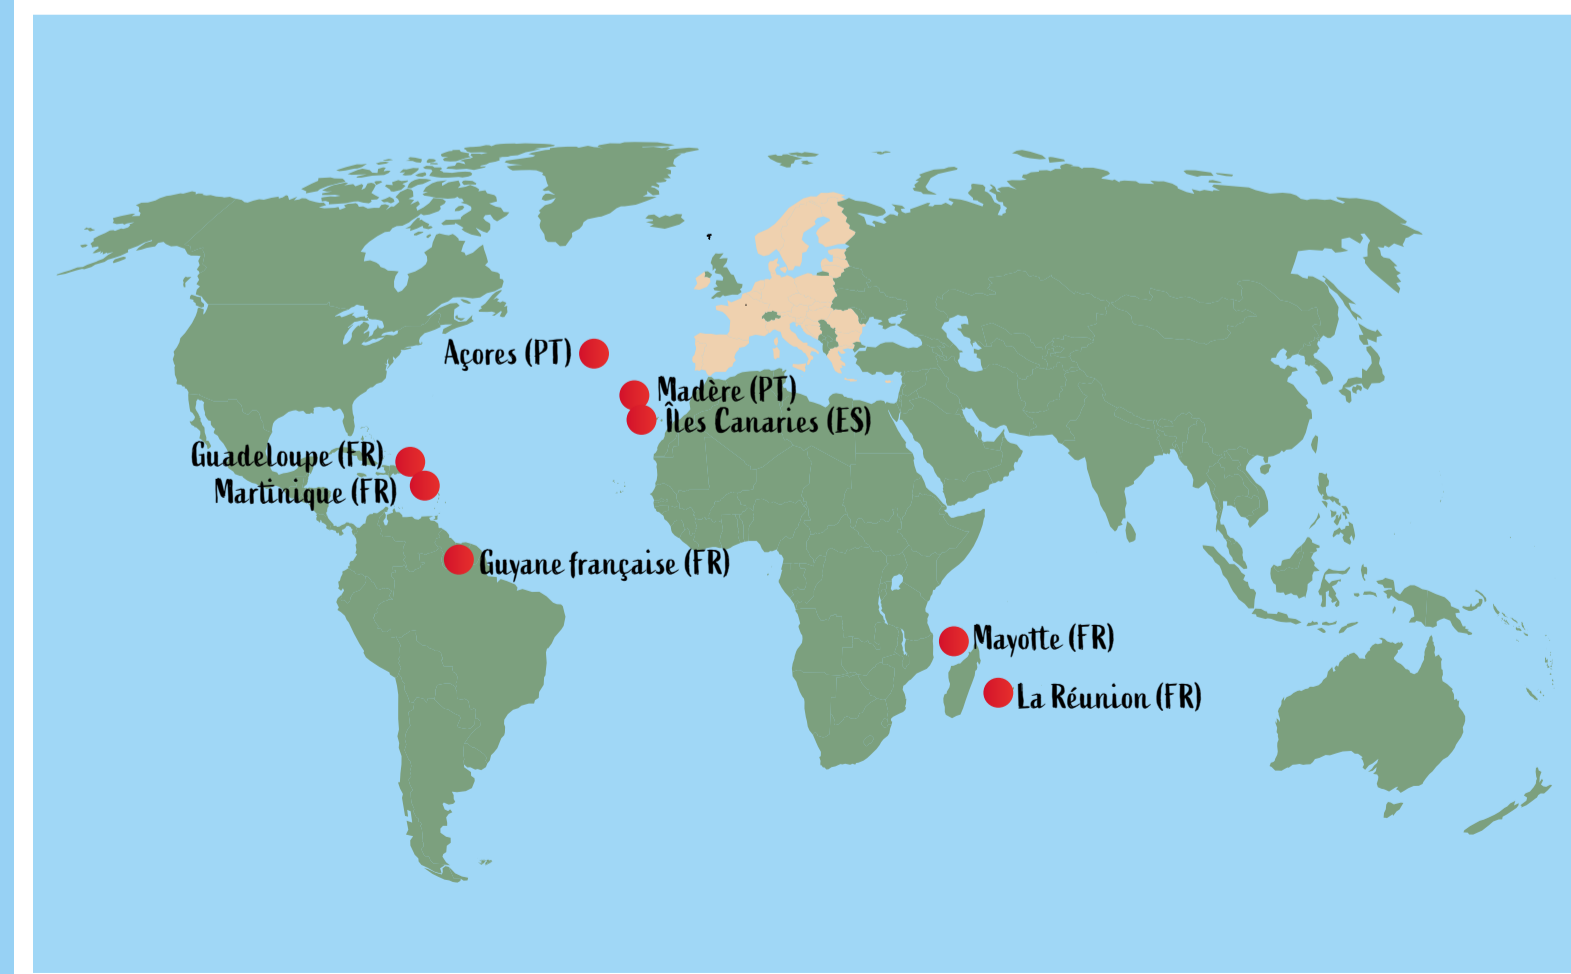 Açores (PT)
Madère (PT)
Îles Canaries (ES)
Guadeloupe (FR)
Martinique (FR)
Guyane française (FR)
Mayotte (FR)
La Réunion (FR)